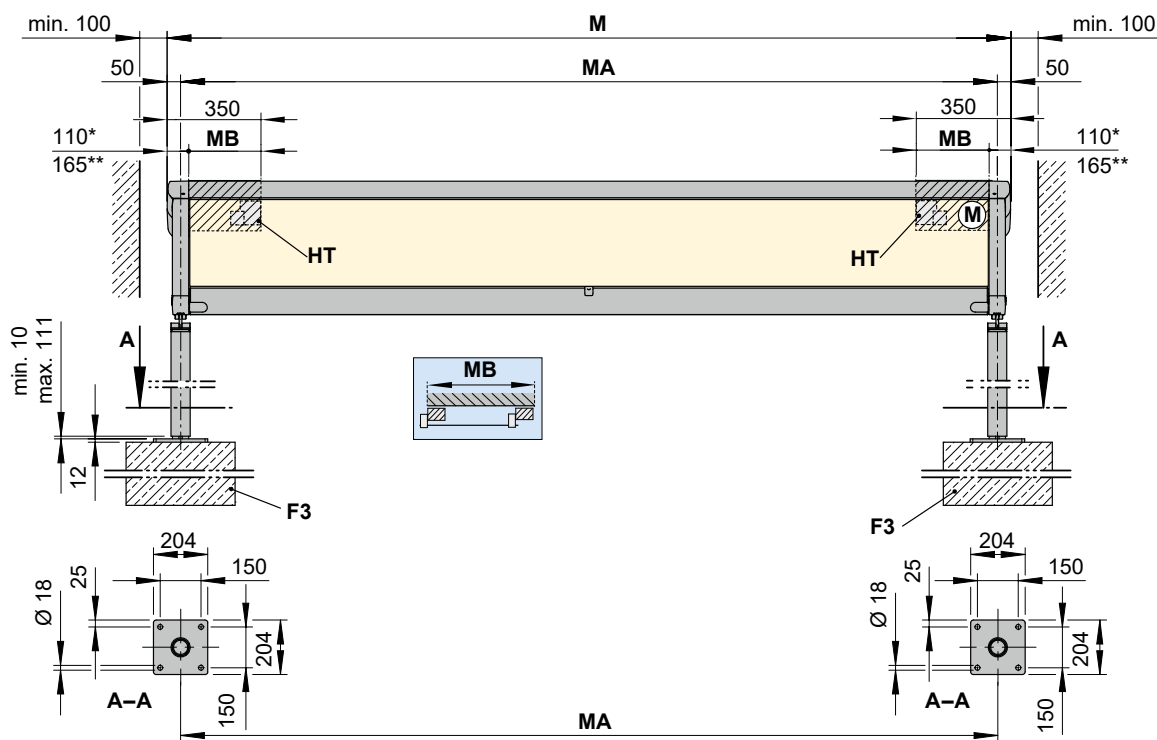 min. 100 M min. 100
50 MA 50
350 350
110* MB MB 110*
165** 165**
M
HT HT
min. 10
max. 111
A A
MB
12
F3 F3
204 204
150 150
25 25
Ø 18 Ø 18
204 204
A–A A–A
150 150
MA